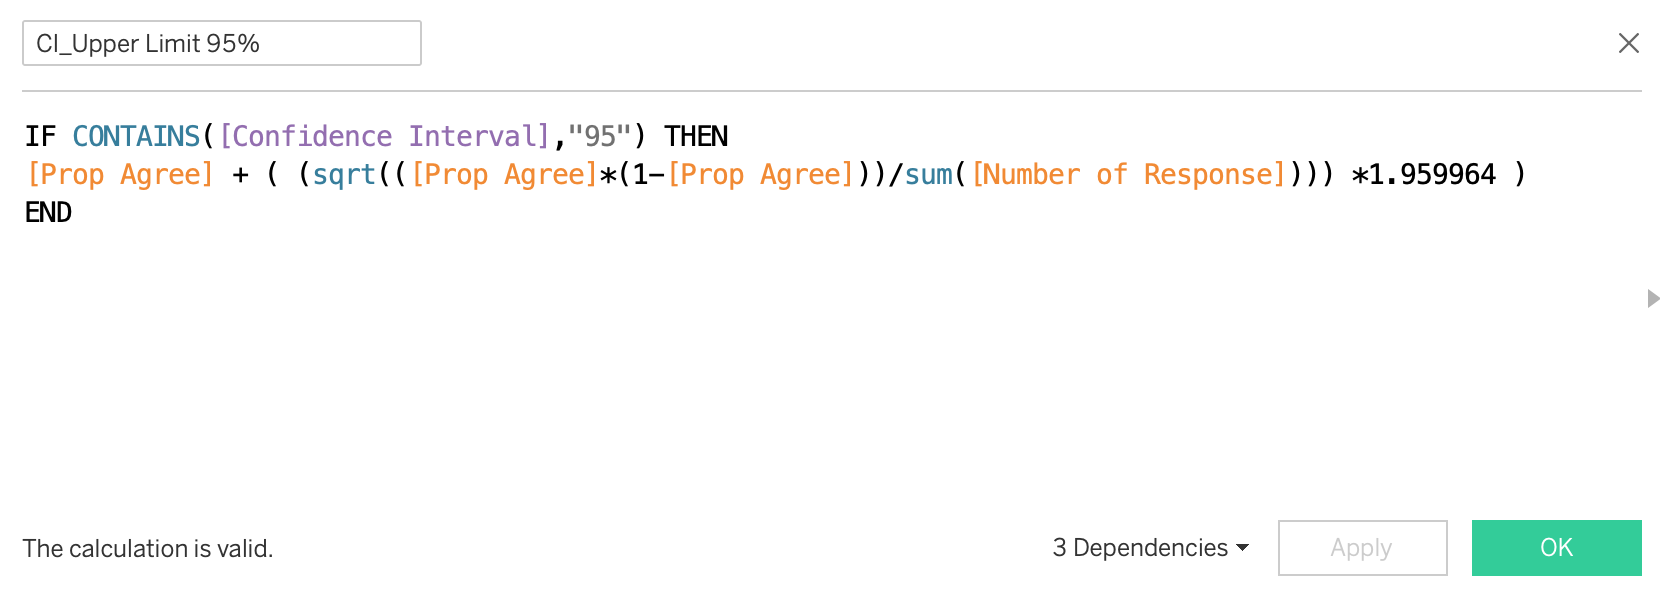 CI_Upper Limit 95%
IF CONTAINS([Confidence Interval],"95") THEN
[Prop Agree] + ( (sqrt(([Prop Agree]*(1-[Prop Agree]))/sum([Number of Response]))) *1.959964 )
END
The calculation is valid.
3 Dependencies
Apply
OK